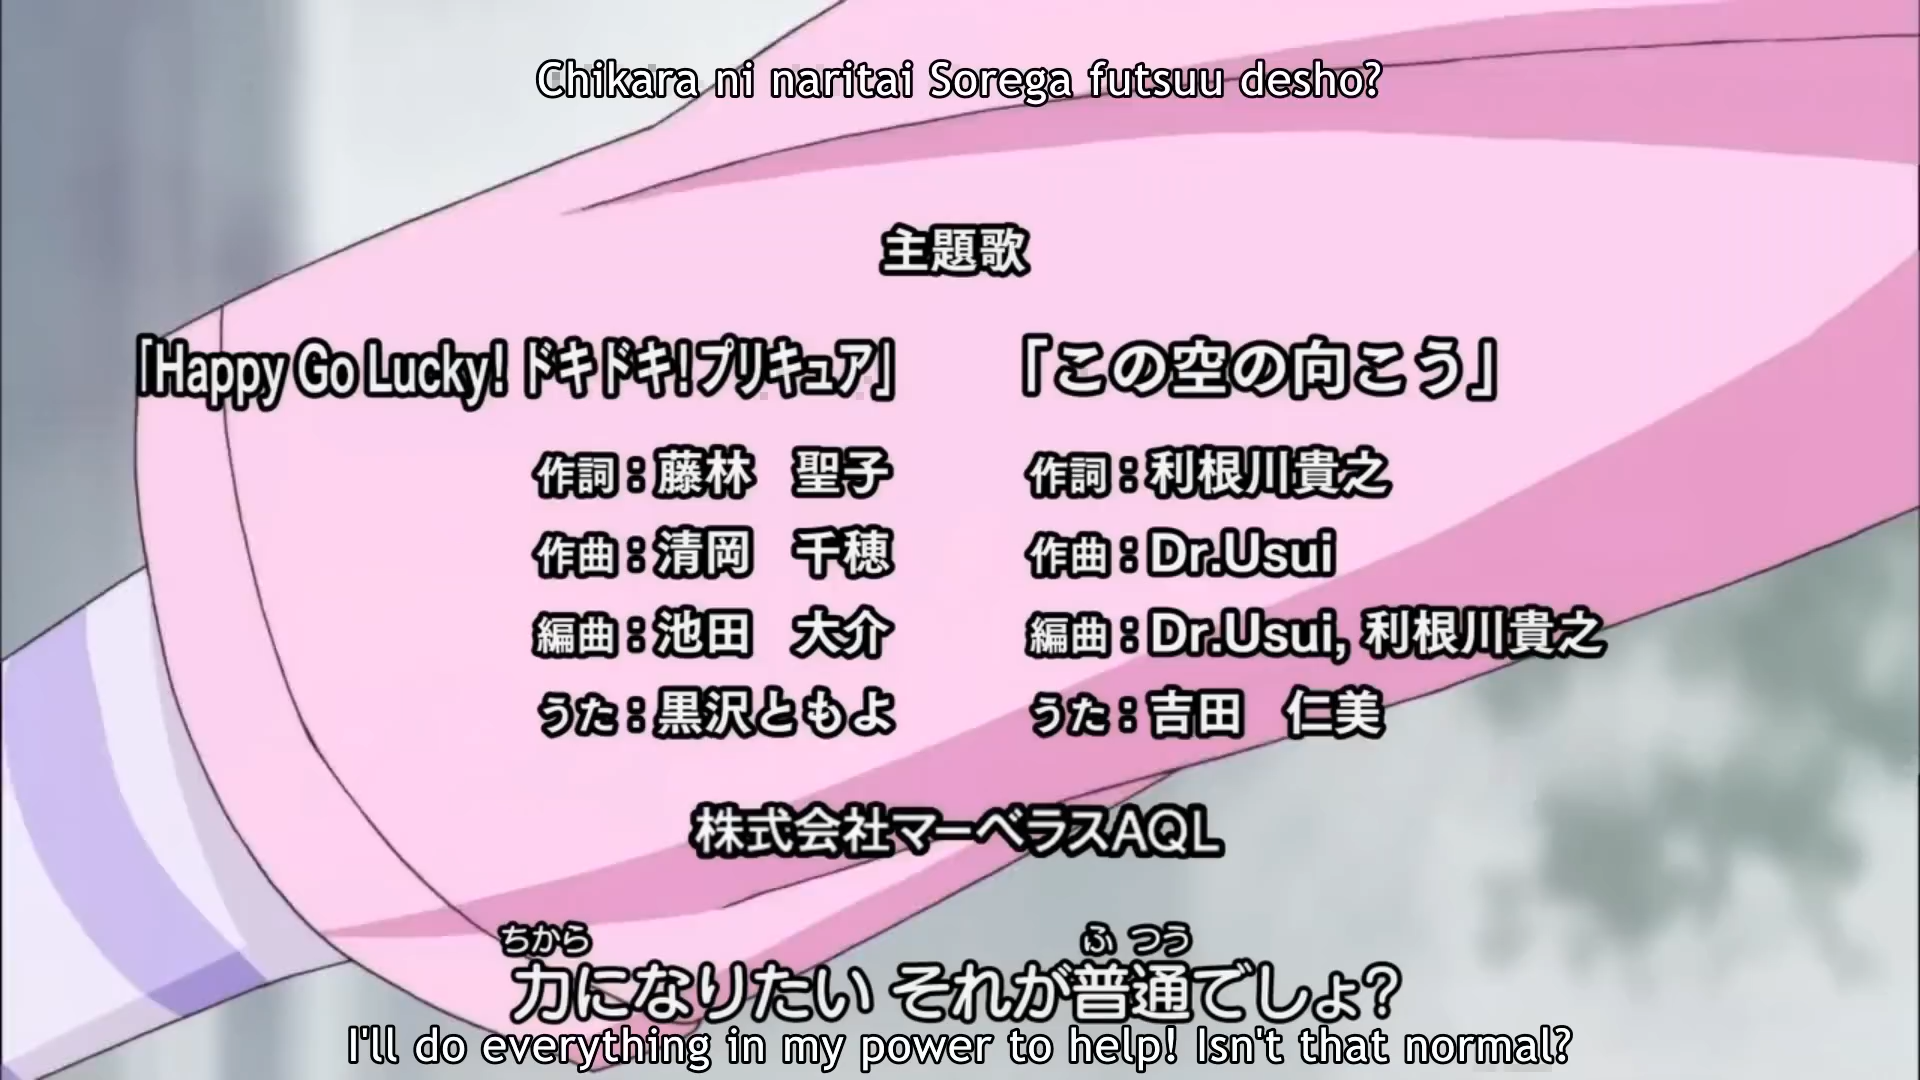 Chikara ni naritai Sorega futsuu desho?
主題歌
「Happy Go Lucky! ドキドキ!プリキュア」
作詞:藤林 聖子
作曲:清岡 千穂
編曲:池田 大介
うた:黒沢ともよ
「この空の向こう」
作詞:利根川貴之
作曲:Dr.Usui
編曲:Dr.Usui, 利根川貴之
うた:吉田 仁美
株式会社マーベラスAQL
ちから ふ つう
力になりたい それが普通でしょ?
I'll do everything in my power to help! Isn't that normal?